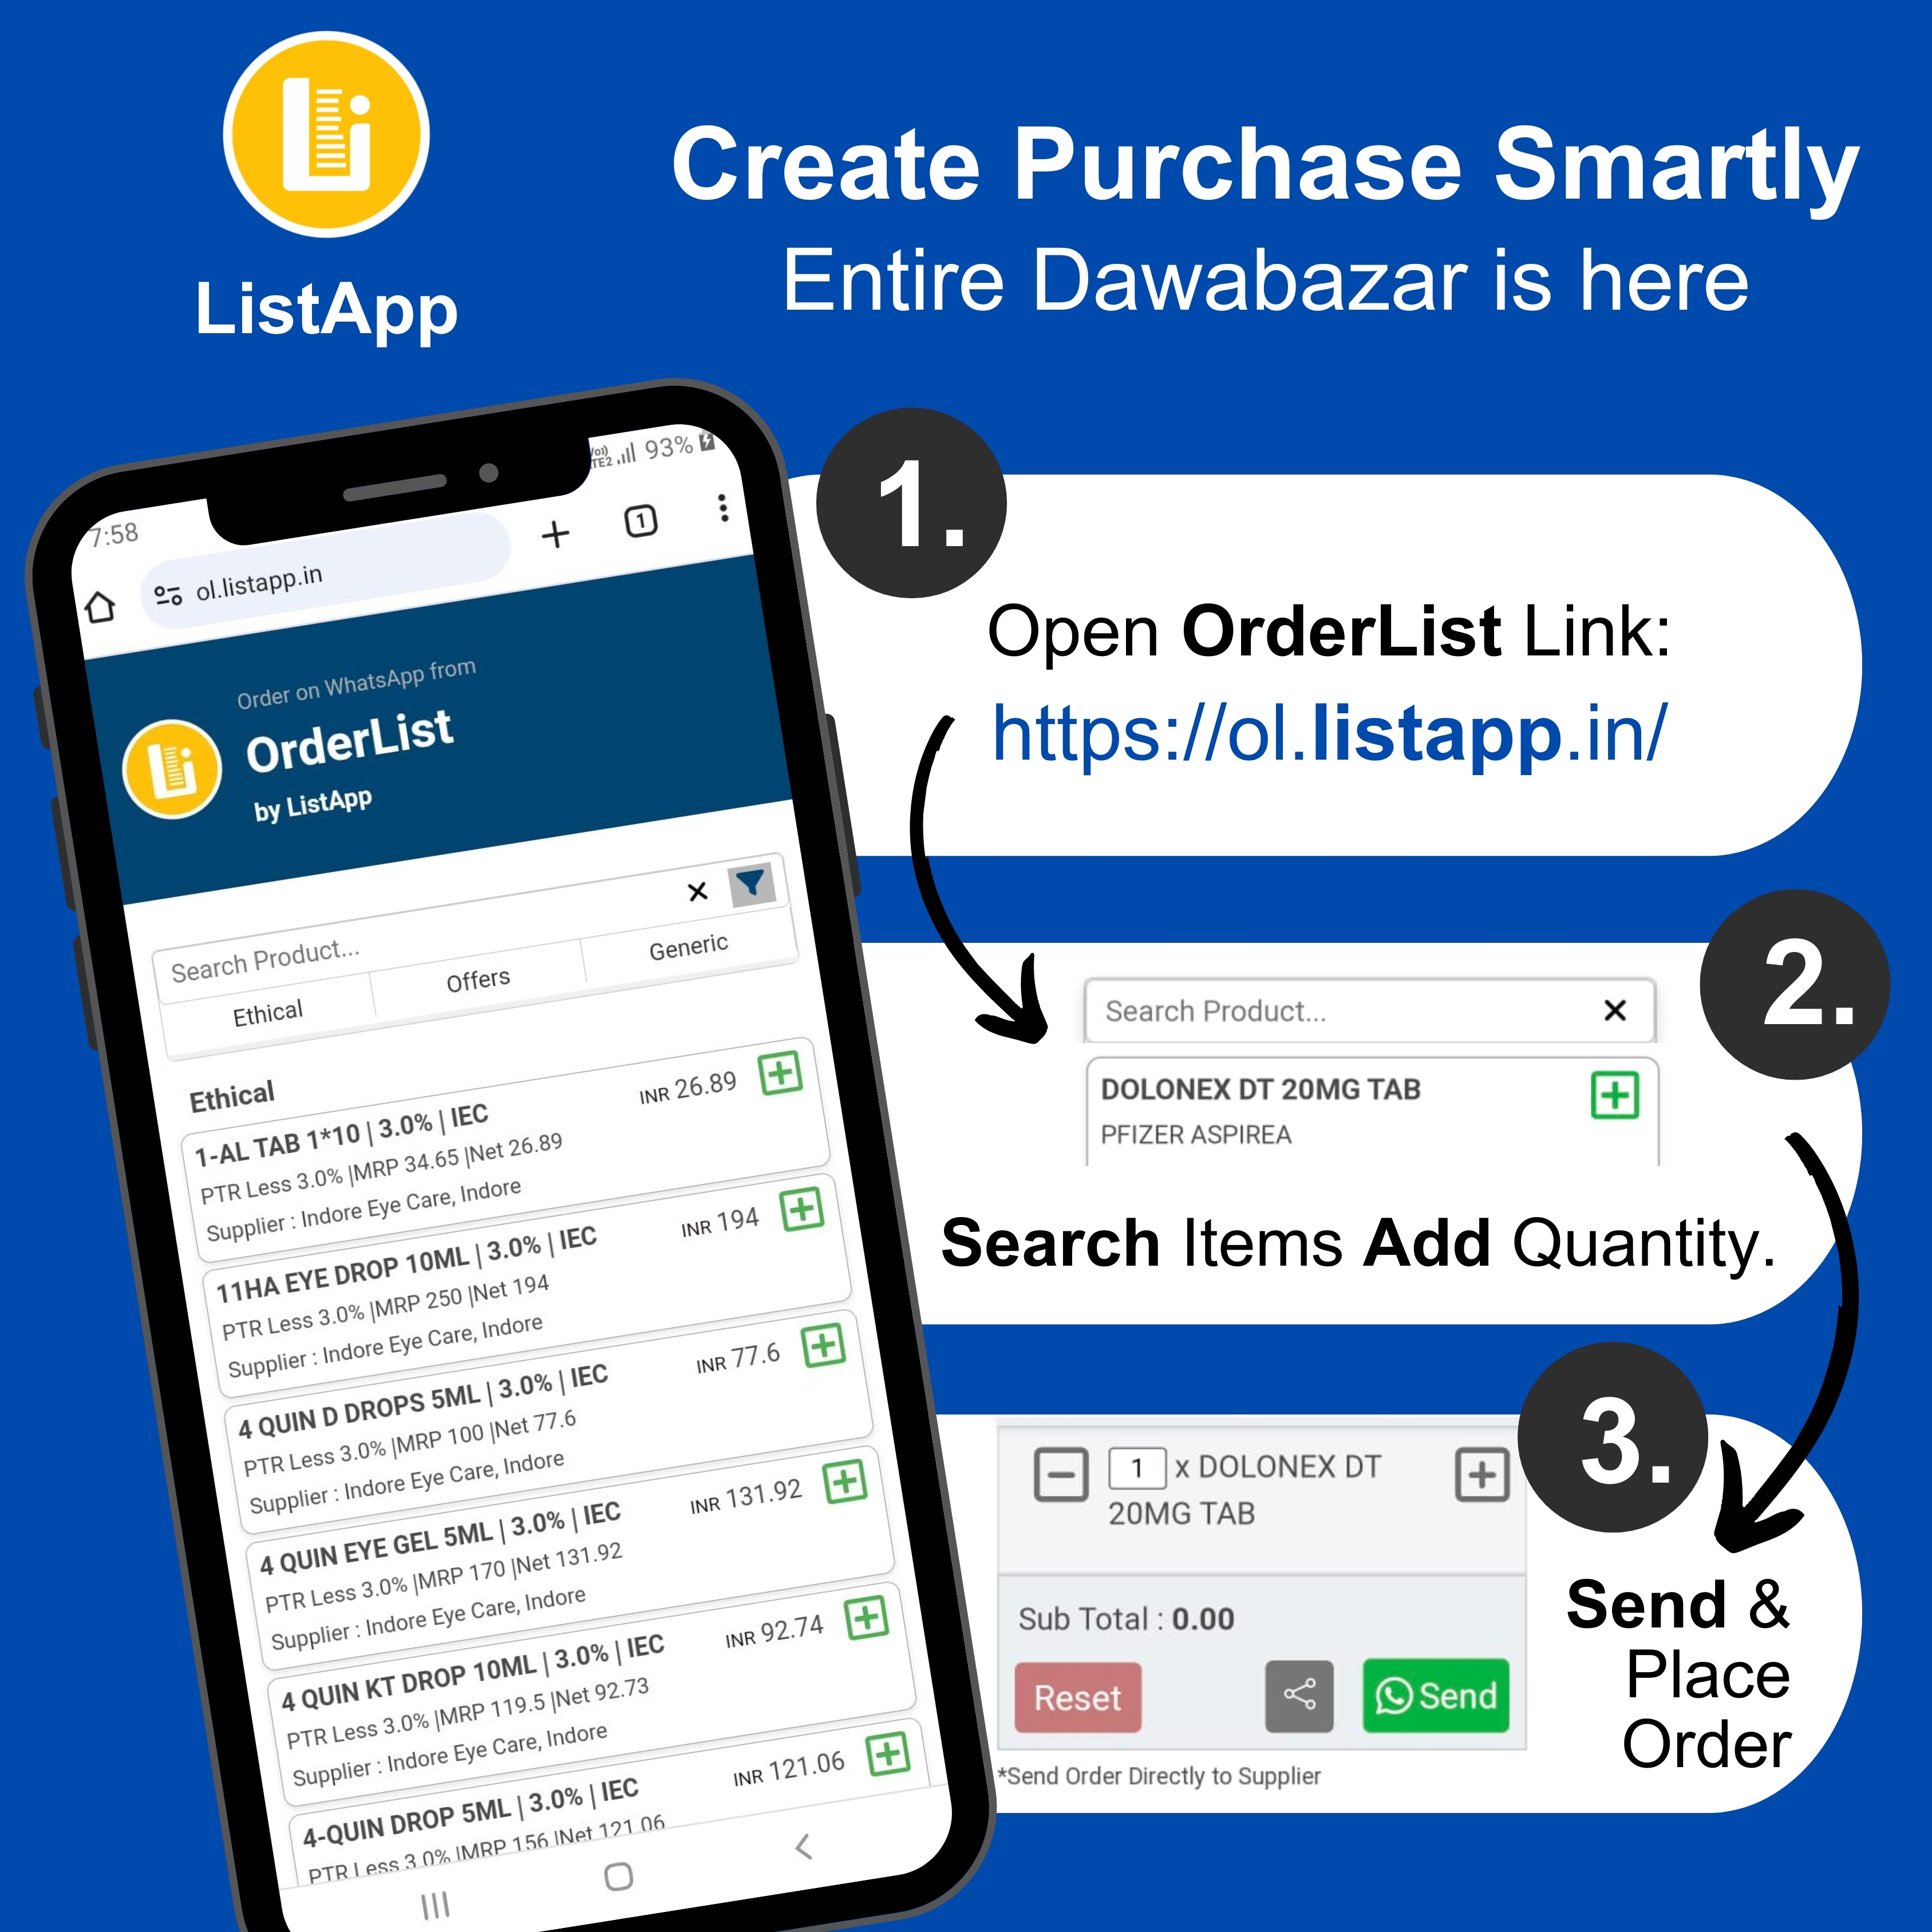 Li
ListApp
Create Purchase Smartly
Entire Dawabazar is here
7:58
93%
1
ol.listapp.in
Order on WhatsApp from
Li
OrderList
by ListApp
Search Product...
Ethical
Offers
Generic
Ethical
1-AL TAB 1*10 | 3.0% | IEC
INR 26.89
PTR Less 3.0% |MRP 34.65 |Net 26.89
Supplier : Indore Eye Care, Indore
11HA EYE DROP 10ML | 3.0% | IEC
INR 194
PTR Less 3.0% |MRP 250 |Net 194
Supplier : Indore Eye Care, Indore
4 QUIN D DROPS 5ML | 3.0% | IEC
INR 77.6
PTR Less 3.0% |MRP 100 |Net 77.6
Supplier : Indore Eye Care, Indore
4 QUIN EYE GEL 5ML | 3.0% | IEC
INR 131.92
PTR Less 3.0% |MRP 170 |Net 131.92
Supplier : Indore Eye Care, Indore
4 QUIN KT DROP 10ML | 3.0% | IEC
INR 92.74
PTR Less 3.0% |MRP 119.5 |Net 92.73
Supplier : Indore Eye Care, Indore
4-QUIN DROP 5ML | 3.0% | IEC
INR 121.06
PTR Less 3.0% |MRP 156 |Net 121.06
1.
Open OrderList Link:
https://ol.listapp.in/
2.
Search Product...
DOLONEX DT 20MG TAB
PFIZER ASPIREA
Search Items Add Quantity.
3.
1 x DOLONEX DT
20MG TAB
Sub Total : 0.00
Reset
Send
*Send Order Directly to Supplier
Send &
Place
Order